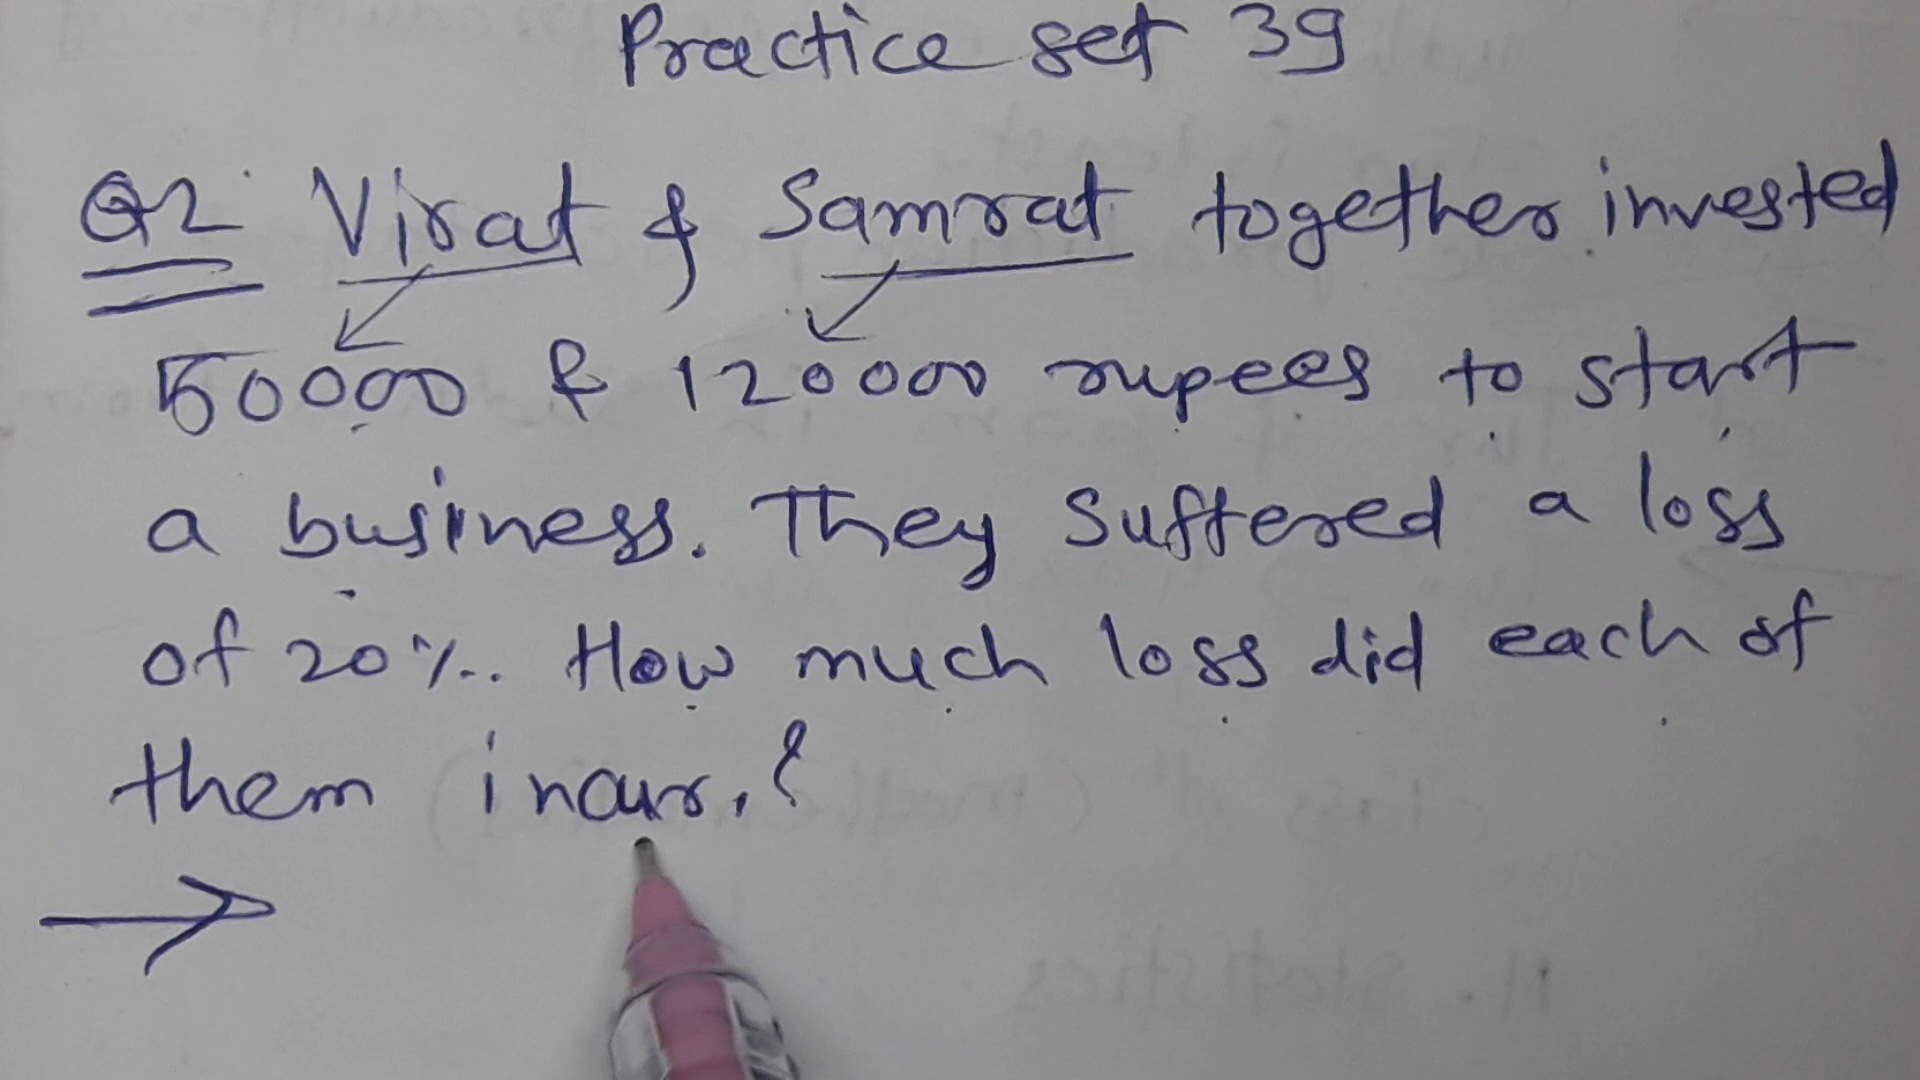 Practice set 39
Q2 Virat & Samrat together invested
50000 & 120000 rupees to start
a business. They suffered a loss
of 20%. How much loss did each of
them incur.?